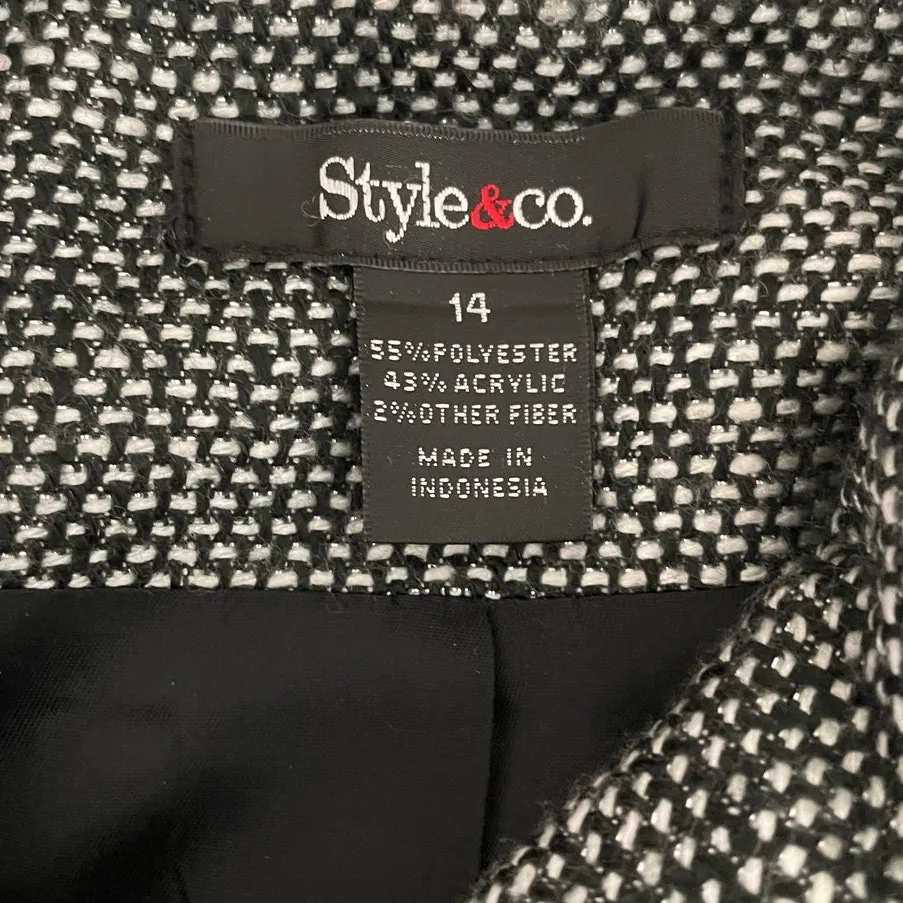 Style&co.
14
55%POLYESTER
43% ACRYLIC
2%OTHER FIBER
MADE IN
INDONESIA